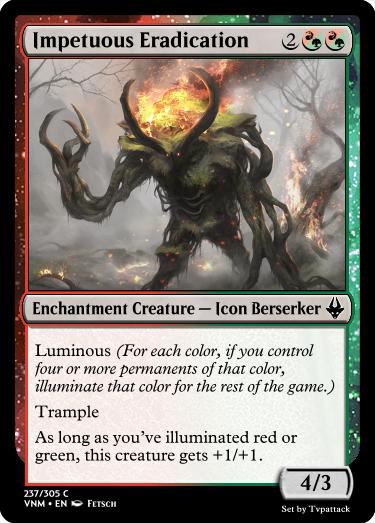 Impetuous Eradication 2
Enchantment Creature — Icon Berserker
Luminous (For each color, if you control
four or more permanents of that color,
illuminate that color for the rest of the game.)
Trample
As long as you've illuminated red or
green, this creature gets +1/+1.
4/3
237/305 C
VNM • EN Fetsch
Set by Tvpattack